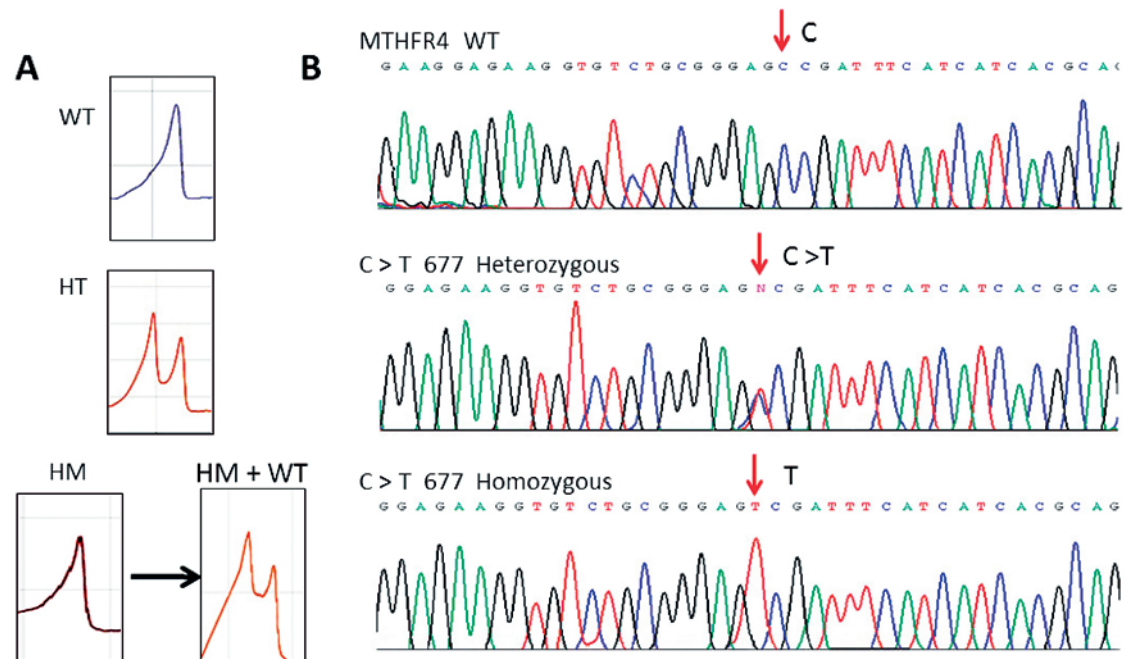 A
WT
HT
HM
HM + WT
B
MTHFR4 WT
C
G A A G G A G A A G G T G T C T G C G G G A G C C G A T T T C A T C A T C A C G C A
C > T 677 Heterozygous
C >T
G G A G A A G G T G T C T G C G G G A G N C G A T T T C A T C A T C A C G C A G
C > T 677 Homozygous
T
G G A G A A G G T G T C T G C G G G A G T C G A T T T C A T C A T C A C G C A G